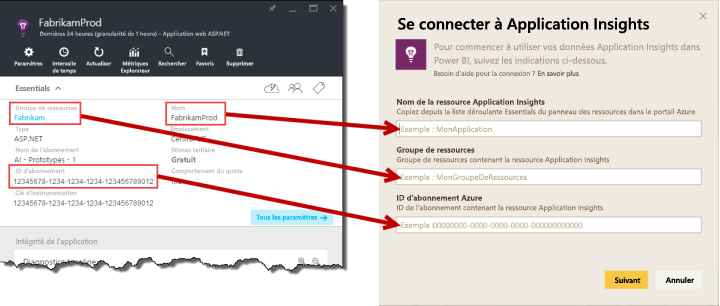 FabrikamProd
Dernières 24 heures (granularité de 1 heure) - Application web ASP.NET
Paramètres
Intervalle de temps
Actualiser
Métriques Explorateur
Rechercher
Favoris
Supprimer
Essentials
Groupe de ressources
Fabrikam
Nom
FabrikamProd
Type
ASP.NET
Emplacement
Nom de l'abonnement
AI - Prototypes - 1
Niveau tarifaire
Gratuit
ID d'abonnement
12345678-1234-1234-1234-123456789012
Comportement du quota
Clé d'instrumentation
12345678-1234-1234-1234-123456789012
Tous les paramètres →
Intégrité de l'application
Se connecter à Application Insights
Pour commencer à utiliser vos données Application Insights dans
Power BI, suivez les indications ci-dessous.
Besoin d'aide pour la connexion ? En savoir plus
Nom de la ressource Application Insights
Copiez depuis la liste déroulante Essentials du panneau des ressources dans le portail Azure
Exemple : MonApplication
Groupe de ressources
Groupe de ressources contenant la ressource Application Insights
Exemple : MonGroupeDeRessources
ID d'abonnement Azure
ID de l'abonnement contenant la ressource Application Insights
Exemple :00000000-0000-0000-0000-000000000000
Suivant
Annuler